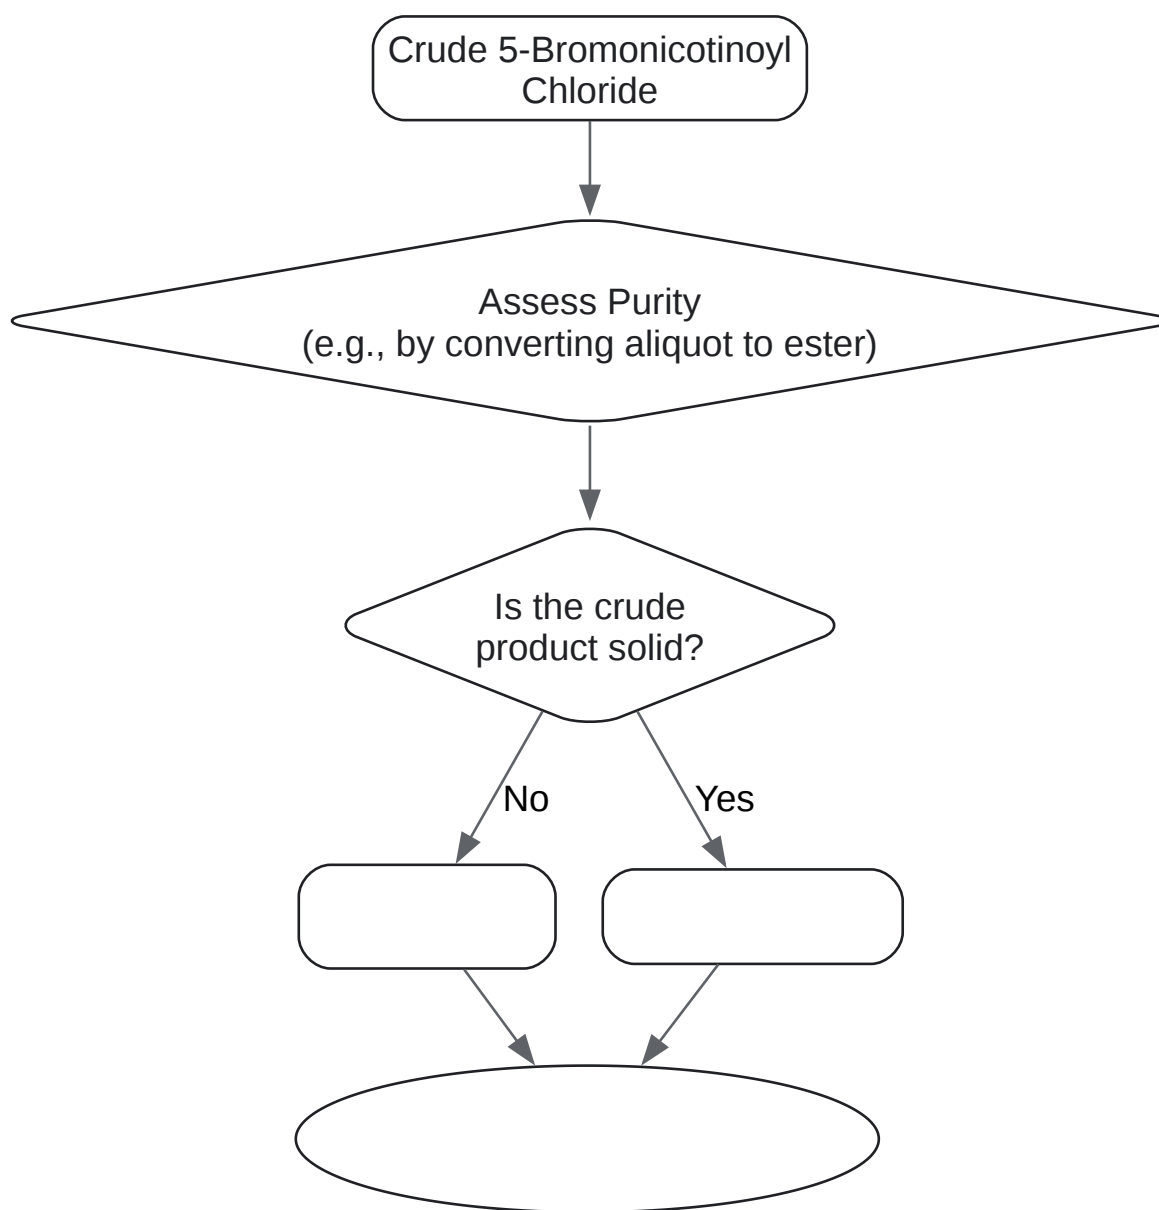 Crude 5-Bromonicotinoyl
Chloride
Assess Purity
(e.g., by converting aliquot to ester)
Is the crude
product solid?
No
Yes